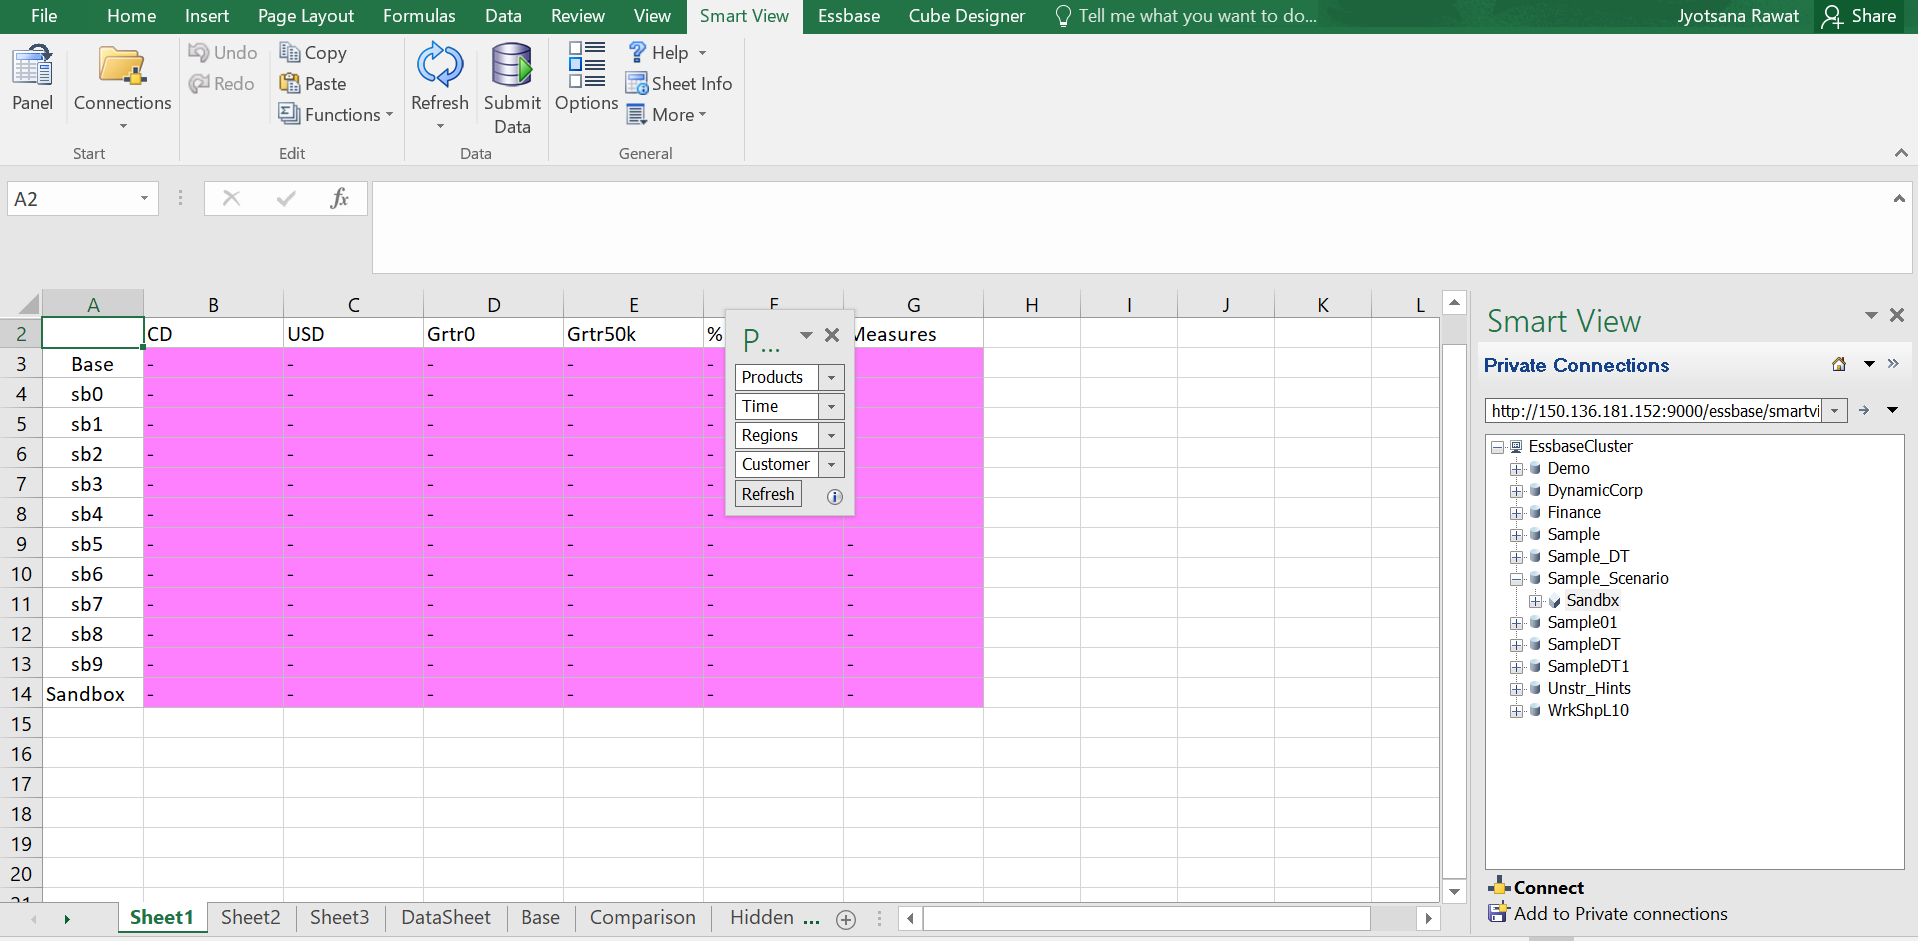 File Home Insert Page Layout Formulas Data Review View Smart View Essbase Cube Designer Tell me what you want to do... Jyotsana Rawat Share
Undo Copy Help
Redo Paste Sheet Info
Panel Connections Functions Refresh Submit Data Options More
Start Edit Data General
A2 fx
A B C D E F G H I J K L
2 CD USD Grtr0 Grtr50k % Measures
3 Base - - - - -
4 sb0 - - - - -
5 sb1 - - - - -
6 sb2 - - - - -
7 sb3 - - - - -
8 sb4 - - - - -
9 sb5 - - - - - -
10 sb6 - - - - - -
11 sb7 - - - - - -
12 sb8 - - - - - -
13 sb9 - - - - - -
14 Sandbox - - - - - -
15
16
17
18
19
20
21
P...
Products
Time
Regions
Customer
Refresh
Smart View
Private Connections
http://150.136.181.152:9000/essbase/smartvi
EssbaseCluster
Demo
DynamicCorp
Finance
Sample
Sample_DT
Sample_Scenario
Sandbx
Sample01
SampleDT
SampleDT1
Unstr_Hints
WrkShpL10
Connect
Add to Private connections
Sheet1 Sheet2 Sheet3 DataSheet Base Comparison Hidden ...